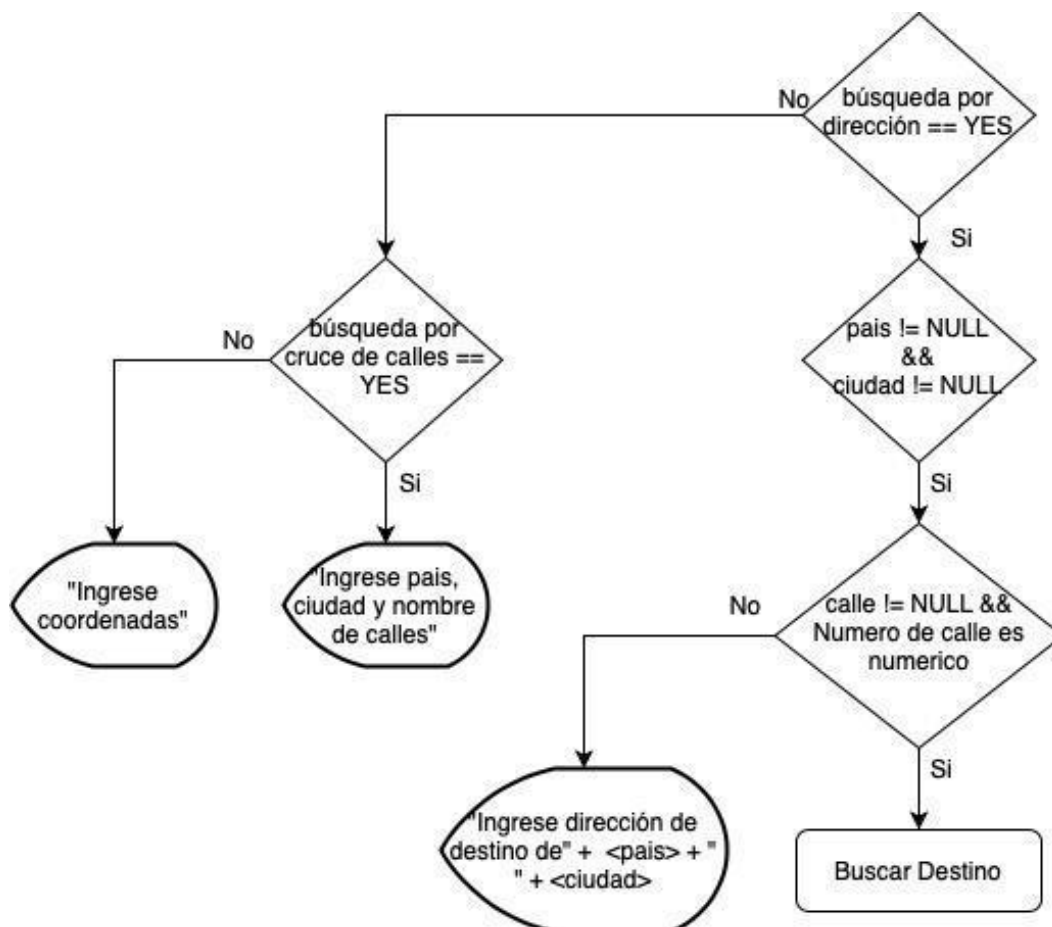 No
búsqueda por
dirección == YES
Si
búsqueda por
cruce de calles ==
YES
No
Si
pais != NULL
&&
ciudad != NULL
Si
"Ingrese
coordenadas"
"Ingrese pais,
ciudad y nombre
de calles"
calle != NULL &&
Numero de calle es
numerico
No
Si
"Ingrese dirección de
destino de" + <pais> + "
" + <ciudad>
Buscar Destino